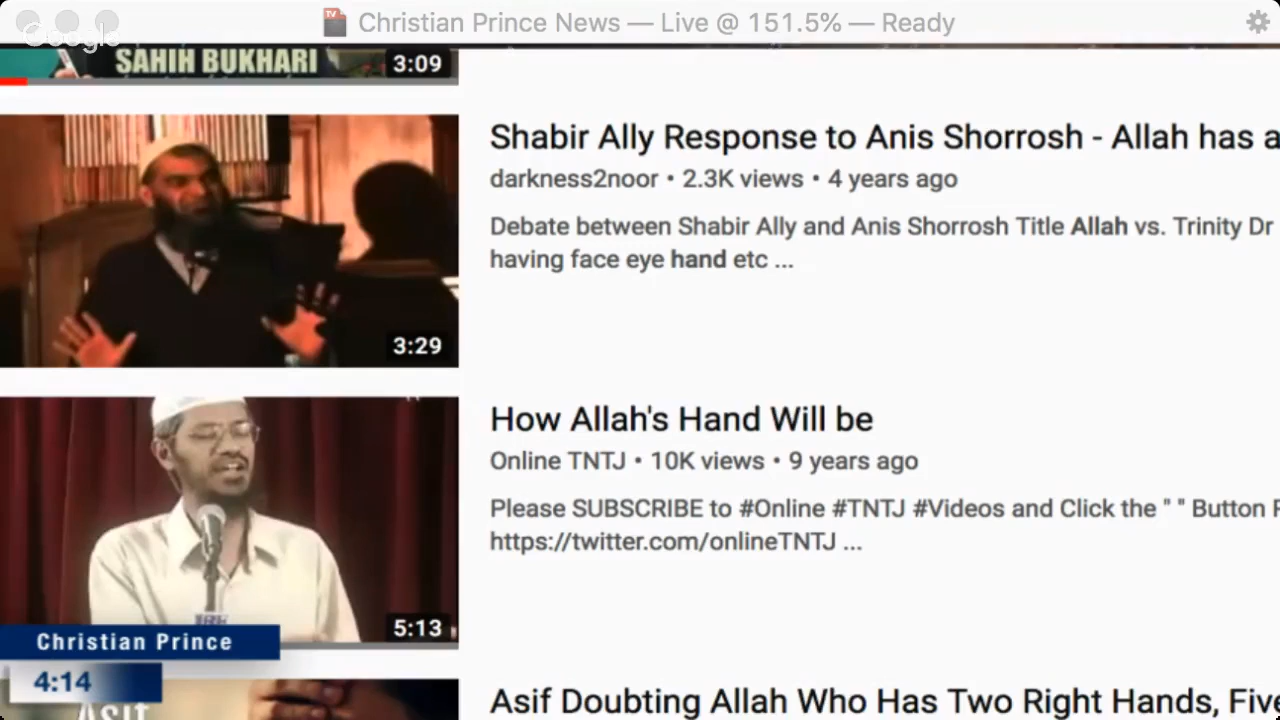 Christian Prince News — Live @ 151.5% — Ready
Google
SAHIH BUKHARI
3:09
Shabir Ally Response to Anis Shorrosh - Allah has a
darkness2noor • 2.3K views • 4 years ago
Debate between Shabir Ally and Anis Shorrosh Title Allah vs. Trinity Dr
having face eye hand etc ...
3:29
How Allah's Hand Will be
Online TNTJ • 10K views • 9 years ago
Please SUBSCRIBE to #Online #TNTJ #Videos and Click the " " Button
https://twitter.com/onlineTNTJ ...
5:13
Christian Prince
4:14
Asif Doubting Allah Who Has Two Right Hands, Five
ASIF